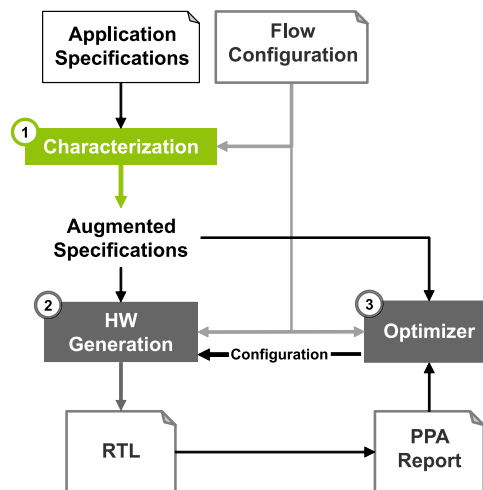 Application
Specifications
Flow
Configuration
1
Characterization
Augmented
Specifications
2
HW
Generation
3
Optimizer
Configuration
RTL
PPA
Report